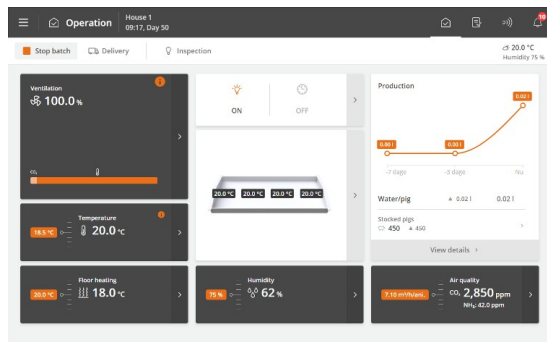 Operation
House 1
09:17, Day 50
10
Stop batch
Delivery
Inspection
20.0 °C
Humidity 75 %
Ventilation
100.0 %
CO₂
ON
OFF
20.0 °C 20.0 °C 20.0 °C 20.0 °C
Production
0.02 l
0.00 l
0.00 l
-7 dage
-3 dage
Nu
Water/pig
0.02 l
0.02 l
Stocked pigs
450
450
View details
Temperature
18.5 °C
20.0 °C
Floor heating
20.0 °C
18.0 °C
Humidity
75 %
62 %
Air quality
7.10 m³/h/ani.
CO₂ 2,850 ppm
NH₃: 42.0 ppm